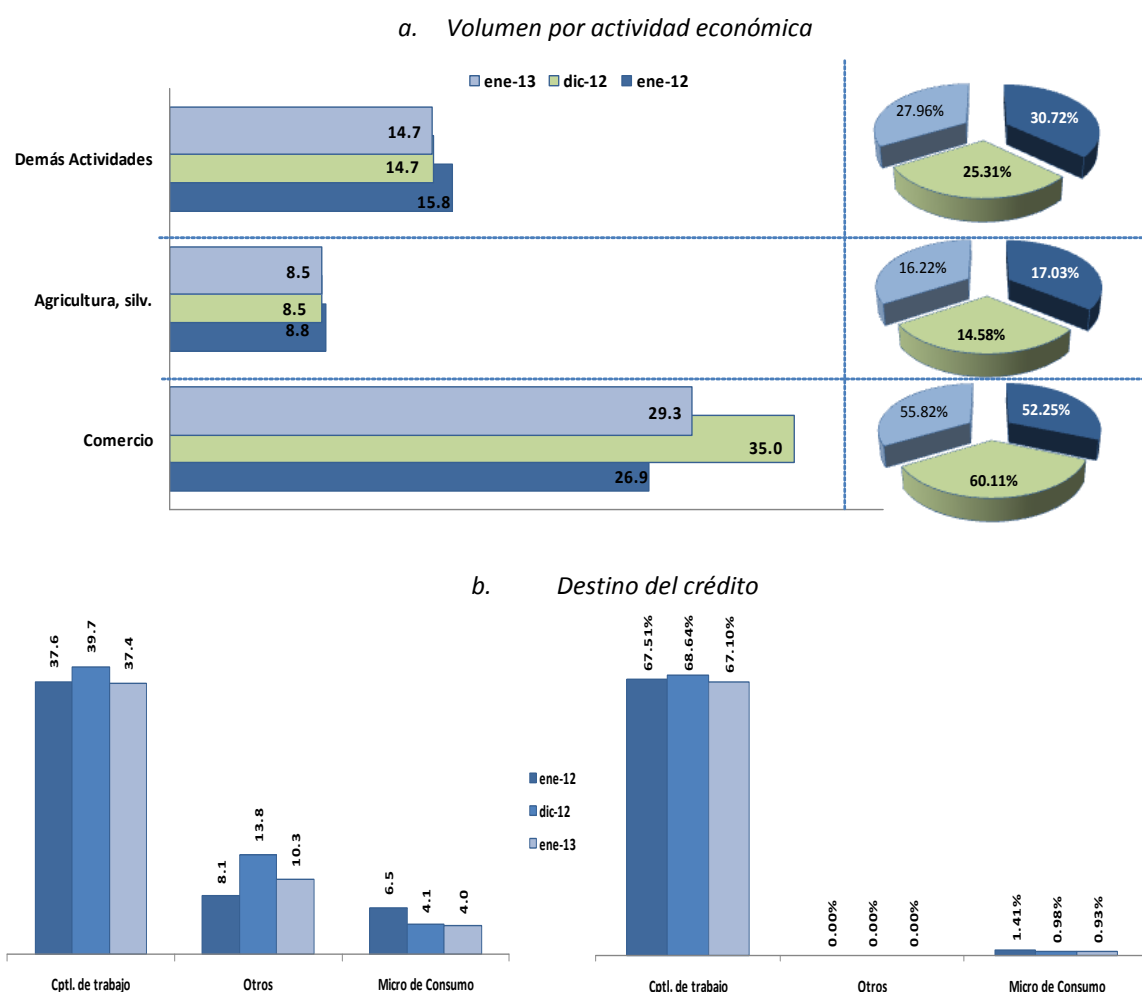 a. Volumen por actividad económica
ene-13 dic-12 ene-12
Demás Actividades
14.7
14.7
15.8
27.96%
30.72%
25.31%
Agricultura, silv.
8.5
8.5
8.8
16.22%
17.03%
14.58%
Comercio
29.3
35.0
26.9
55.82%
52.25%
60.11%
b. Destino del crédito
37.6
39.7
37.4
8.1
13.8
10.3
6.5
4.1
4.0
Cptl. de trabajo
Otros
Micro de Consumo
ene-12
dic-12
ene-13
67.51%
68.64%
67.10%
0.00%
0.00%
0.00%
1.41%
0.98%
0.93%
Cptl. de trabajo
Otros
Micro de Consumo